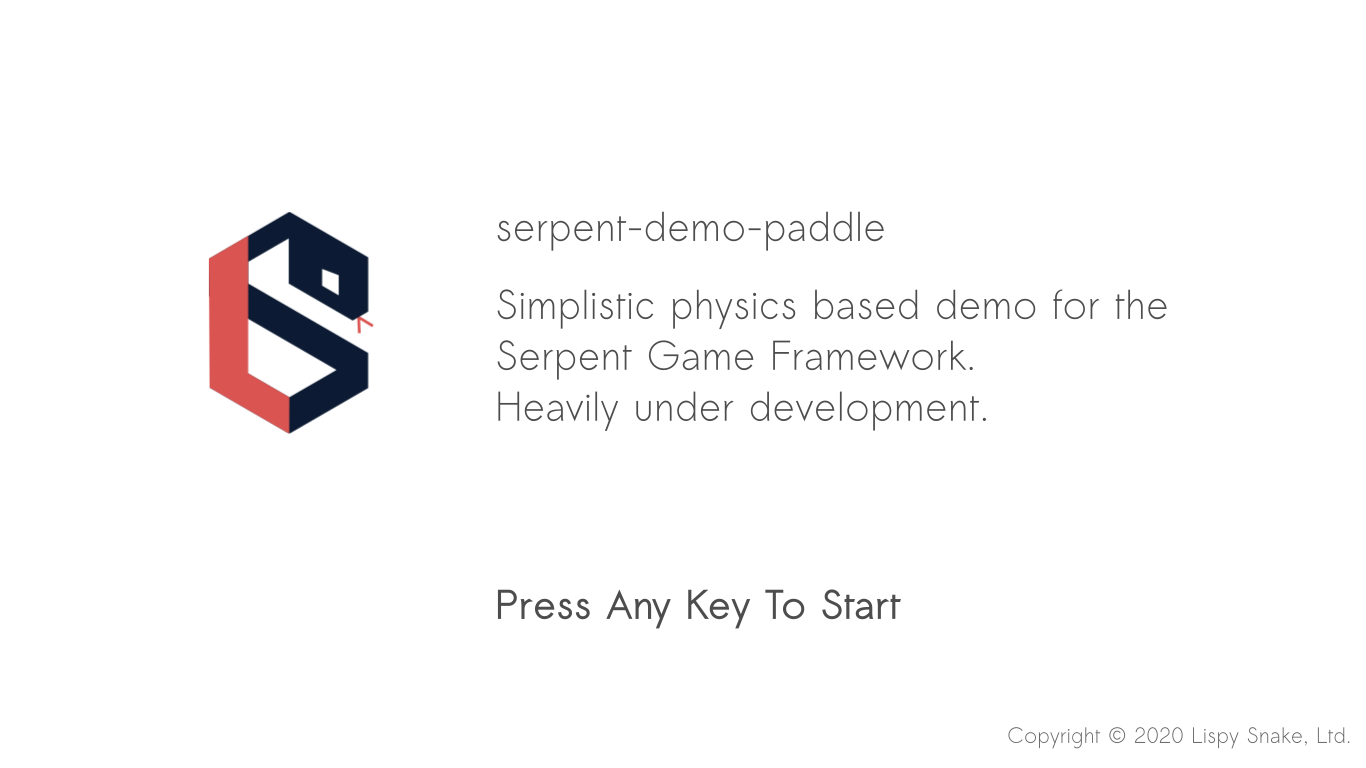 serpent-demo-paddle
Simplistic physics based demo for the
Serpent Game Framework.
Heavily under development.
Press Any Key To Start
Copyright © 2020 Lispy Snake, Ltd.